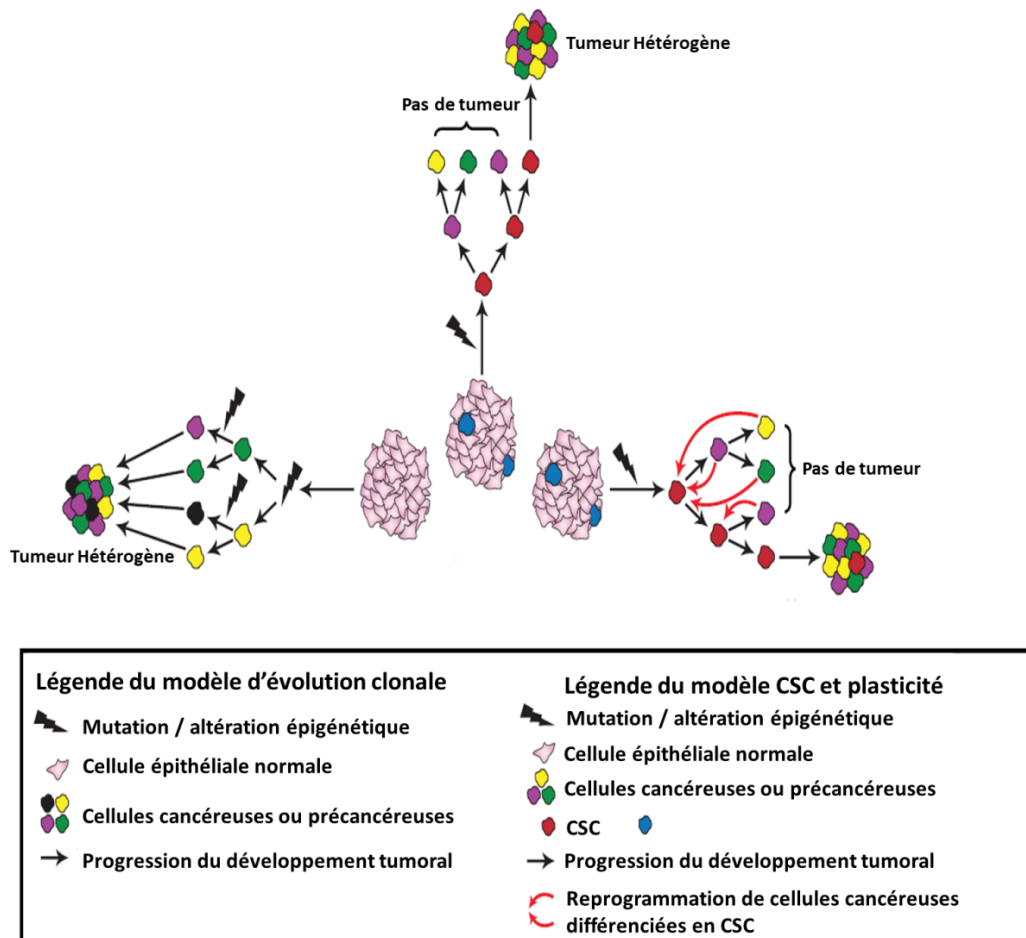 Tumeur Hétérogène
Pas de tumeur
Pas de tumeur
Tumeur Hétérogène
Légende du modèle d'évolution clonale
Mutation / altération épigénétique
Cellule épithéliale normale
Cellules cancéreuses ou précancéreuses
Progression du développement tumoral
Légende du modèle CSC et plasticité
Mutation / altération épigénétique
Cellule épithéliale normale
Cellules cancéreuses ou précancéreuses
CSC
Progression du développement tumoral
Reprogrammation de cellules cancéreuses
différenciées en CSC